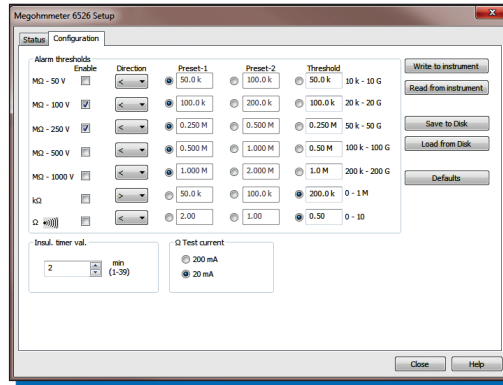 Megohmmeter 6526 Setup
Status Configuration
Alarm thresholds
Enable Direction Preset-1 Preset-2 Threshold
MΩ - 50 V < 50.0 k 100.0 k 50.0 k 10 k - 10 G
MΩ - 100 V < 100.0 k 200.0 k 100.0 k 20 k - 20 G
MΩ - 250 V < 0.250 M 0.500 M 0.250 M 50 k - 50 G
MΩ - 500 V < 0.500 M 1.000 M 0.50 M 100 k - 100 G
MΩ - 1000 V < 1.000 M 2.000 M 1.0 M 200 k - 200 G
kΩ > 50.0 k 100.0 k 200.0 k 0 - 1 M
Ω < 2.00 1.00 0.50 0 - 10
Write to instrument
Read from instrument
Save to Disk
Load from Disk
Defaults
Insul. timer val.
2 min
(1-39)
Ω Test current
200 mA
20 mA
Close Help